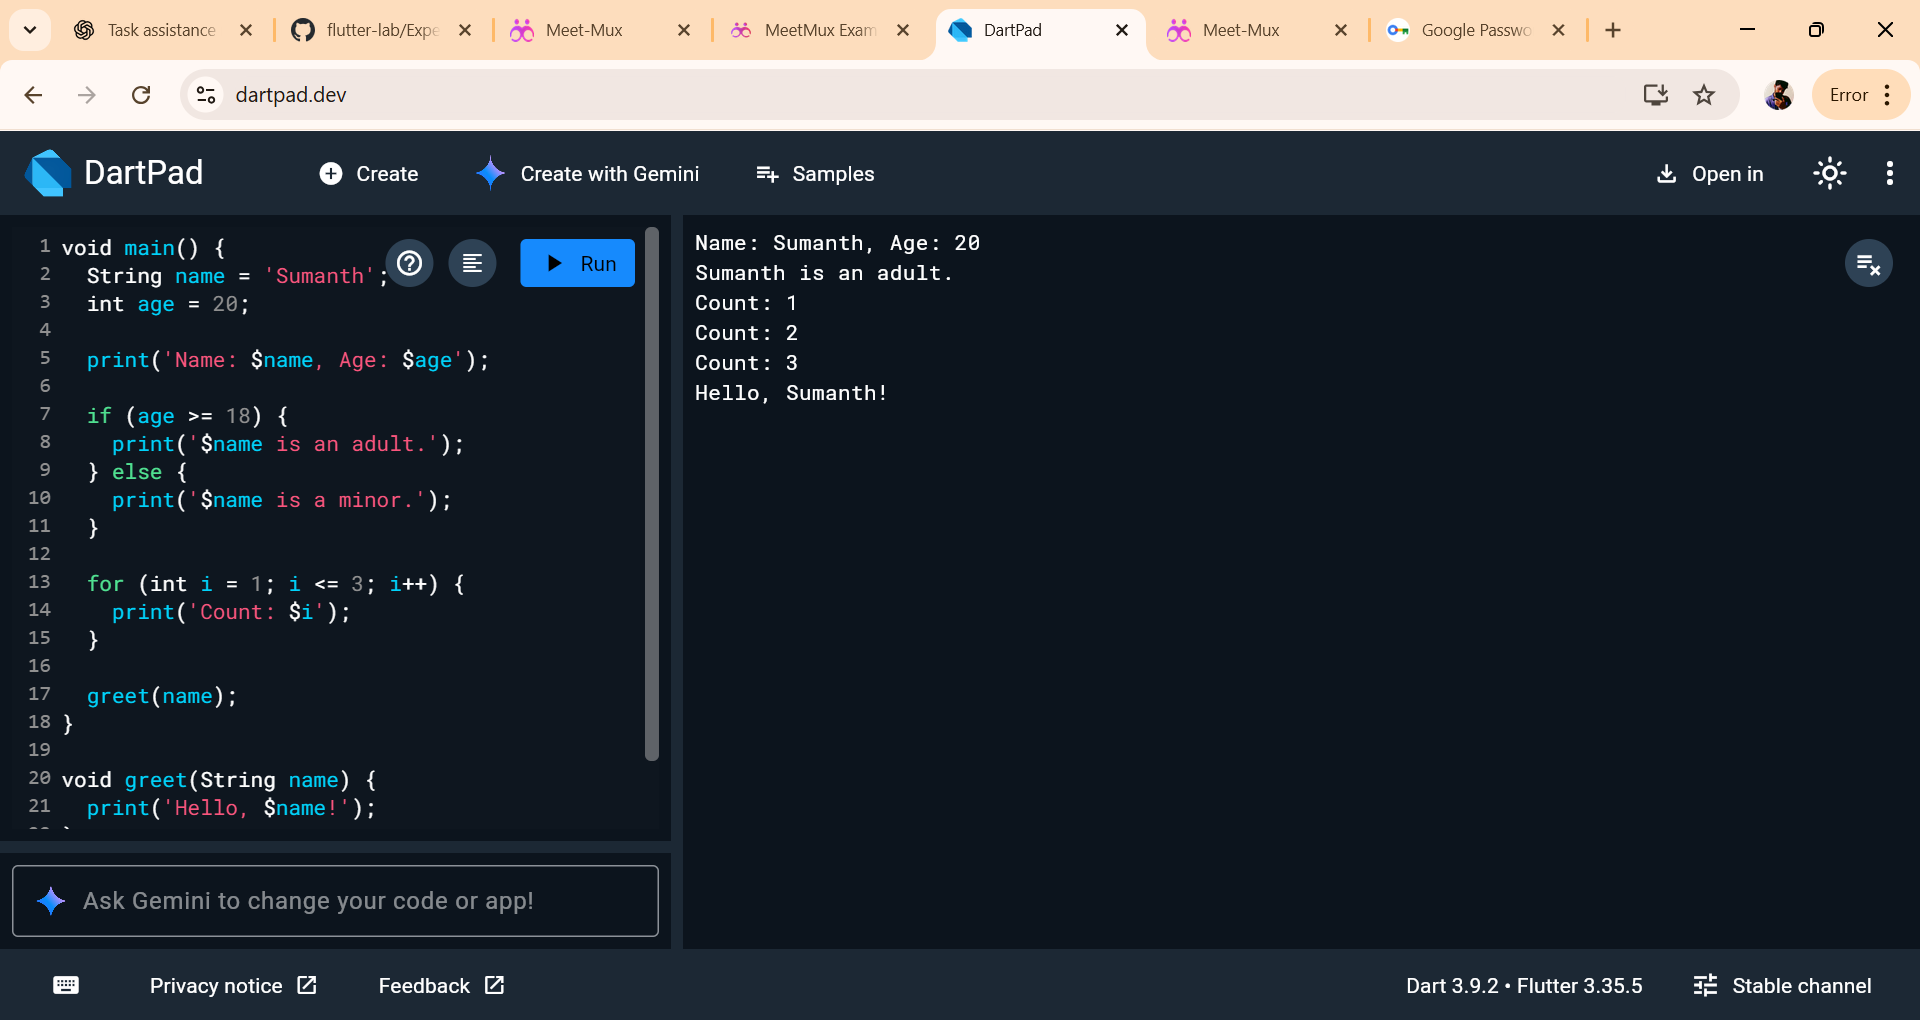 Task assistance
flutter-lab/Expe
Meet-Mux
MeetMux Exam
DartPad
Meet-Mux
Google Passwo
dartpad.dev
Error
DartPad
Create
Create with Gemini
Samples
Open in
1 void main() {
2 String name = 'Sumanth';
3 int age = 20;
4
5 print('Name: $name, Age: $age');
6
7 if (age >= 18) {
8 print('$name is an adult.');
9 } else {
10 print('$name is a minor.');
11 }
12
13 for (int i = 1; i <= 3; i++) {
14 print('Count: $i');
15 }
16
17 greet(name);
18 }
19
20 void greet(String name) {
21 print('Hello, $name!');
Run
Name: Sumanth, Age: 20
Sumanth is an adult.
Count: 1
Count: 2
Count: 3
Hello, Sumanth!
Ask Gemini to change your code or app!
Privacy notice
Feedback
Dart 3.9.2 • Flutter 3.35.5
Stable channel